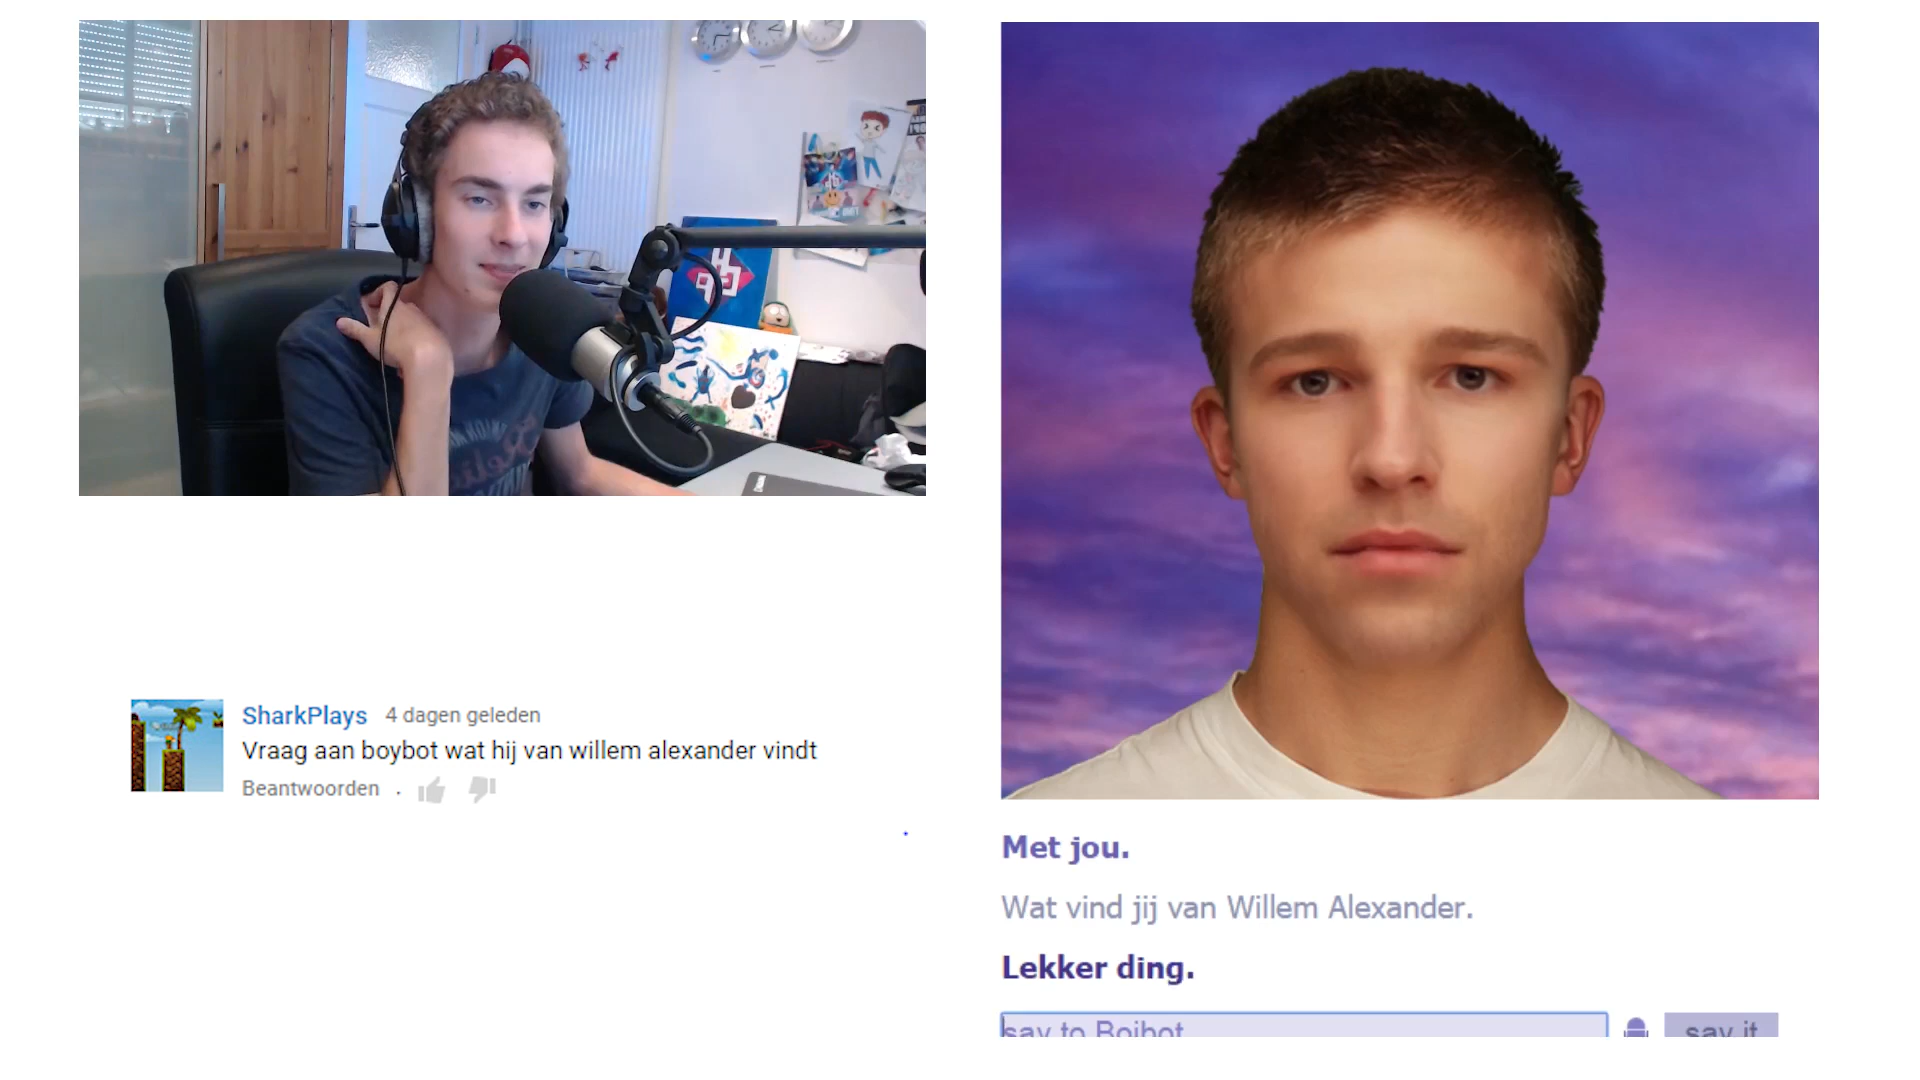 SharkPlays 4 dagen geleden
Vraag aan boybot wat hij van willem alexander vindt
Beantwoorden .
Met jou.
Wat vind jij van Willem Alexander.
Lekker ding.
say to Boibot
say it